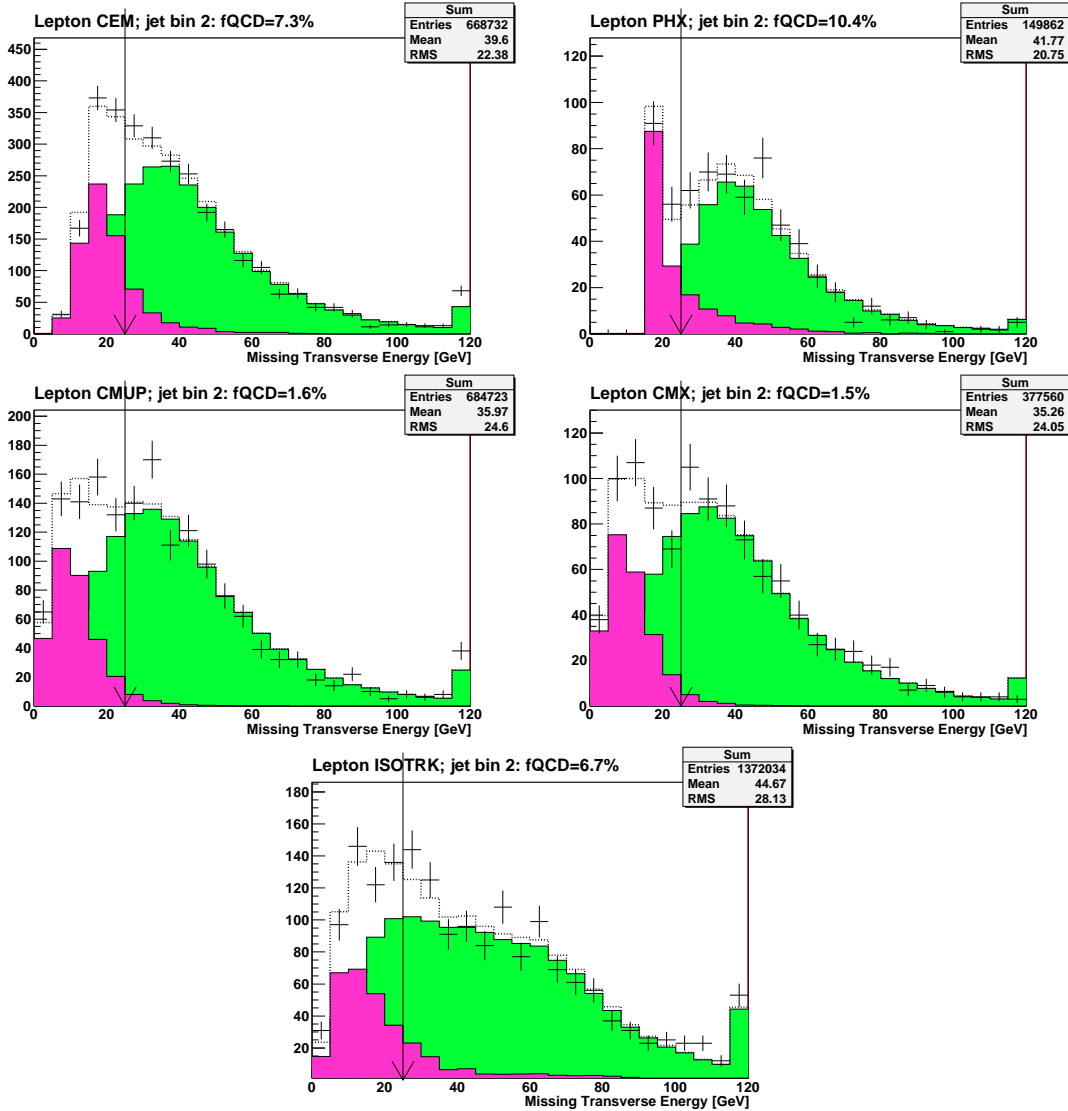 Lepton CEM; jet bin 2: fQCD=7.3%
Sum
Entries 668732
Mean 39.6
RMS 22.38
450
400
350
300
250
200
150
100
50
0
0 20 40 60 80 100 120
Missing Transverse Energy [GeV]
Lepton PHX; jet bin 2: fQCD=10.4%
Sum
Entries 149862
Mean 41.77
RMS 20.75
120
100
80
60
40
20
0
0 20 40 60 80 100 120
Missing Transverse Energy [GeV]
Lepton CMUP; jet bin 2: fQCD=1.6%
Sum
Entries 684723
Mean 35.97
RMS 24.6
200
180
160
140
120
100
80
60
40
20
0
0 20 40 60 80 100 120
Missing Transverse Energy [GeV]
Lepton CMX; jet bin 2: fQCD=1.5%
Sum
Entries 377560
Mean 35.26
RMS 24.05
120
100
80
60
40
20
0
0 20 40 60 80 100 120
Missing Transverse Energy [GeV]
Lepton ISOTRK; jet bin 2: fQCD=6.7%
Sum
Entries 1372034
Mean 44.67
RMS 28.13
180
160
140
120
100
80
60
40
20
0 20 40 60 80 100 120
Missing Transverse Energy [GeV]